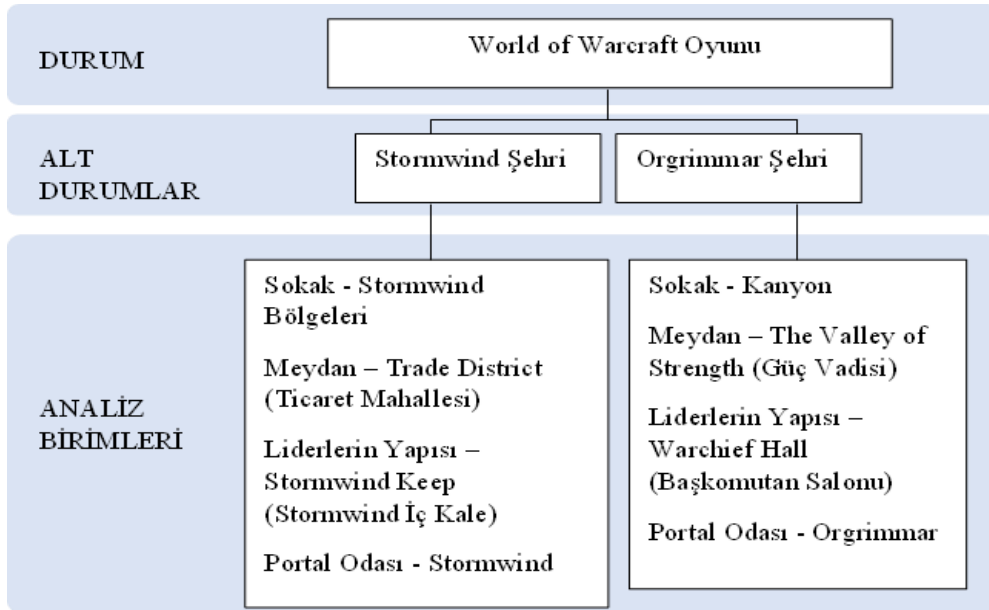 DURUM
World of Warcraft Oyunu
ALT
DURUMLAR
Stormwind Şehri
Orgrimmar Şehri
ANALİZ
BİRİMLERİ
Sokak - Stormwind
Bölgeleri
Meydan – Trade District
(Ticaret Mahallesi)
Liderlerin Yapısı –
Stormwind Keep
(Stormwind İç Kale)
Portal Odası - Stormwind
Sokak - Kanyon
Meydan – The Valley of
Strength (Güç Vadisi)
Liderlerin Yapısı –
Warchief Hall
(Başkomutan Salonu)
Portal Odası - Orgrimmar